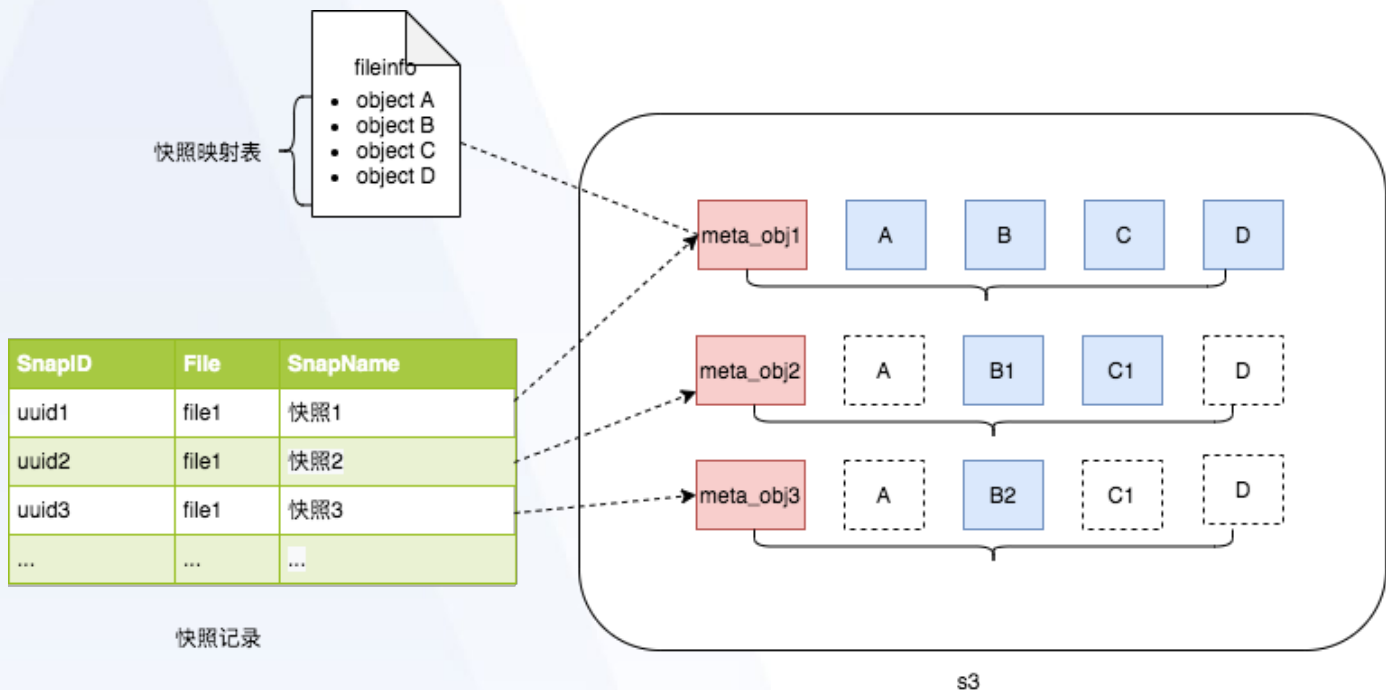 fileinfo
• object A
• object B
• object C
• object D
快照映射表
meta_obj1 A B C D
meta_obj2 A B1 C1 D
meta_obj3 A B2 C1 D
SnapID File SnapName
uuid1 file1 快照1
uuid2 file1 快照2
uuid3 file1 快照3
... ... ...
快照记录
s3